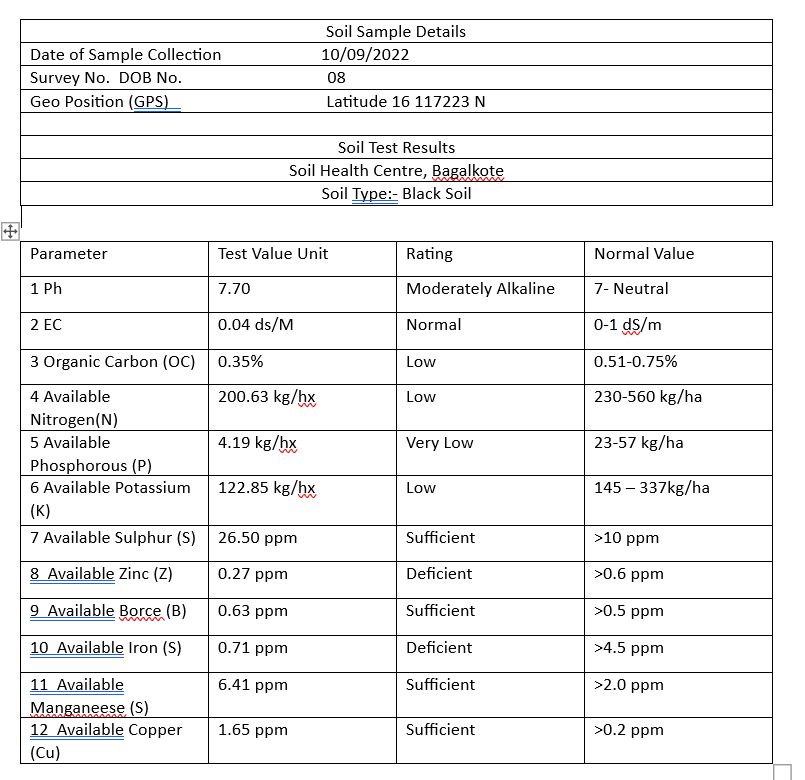 Soil Sample Details
Date of Sample Collection 10/09/2022
Survey No. DOB No. 08
Geo Position (GPS) Latitude 16 117223 N
Soil Test Results
Soil Health Centre, Bagalkote
Soil Type:- Black Soil
Parameter Test Value Unit Rating Normal Value
1 Ph 7.70 Moderately Alkaline 7- Neutral
2 EC 0.04 ds/M Normal 0-1 dS/m
3 Organic Carbon (OC) 0.35% Low 0.51-0.75%
4 Available 200.63 kg/hx Low 230-560 kg/ha
Nitrogen(N)
5 Available 4.19 kg/hx Very Low 23-57 kg/ha
Phosphorous (P)
6 Available Potassium 122.85 kg/hx Low 145 – 337kg/ha
(K)
7 Available Sulphur (S) 26.50 ppm Sufficient >10 ppm
8 Available Zinc (Z) 0.27 ppm Deficient >0.6 ppm
9 Available Borce (B) 0.63 ppm Sufficient >0.5 ppm
10 Available Iron (S) 0.71 ppm Deficient >4.5 ppm
11 Available 6.41 ppm Sufficient >2.0 ppm
Manganeese (S)
12 Available Copper 1.65 ppm Sufficient >0.2 ppm
(Cu)